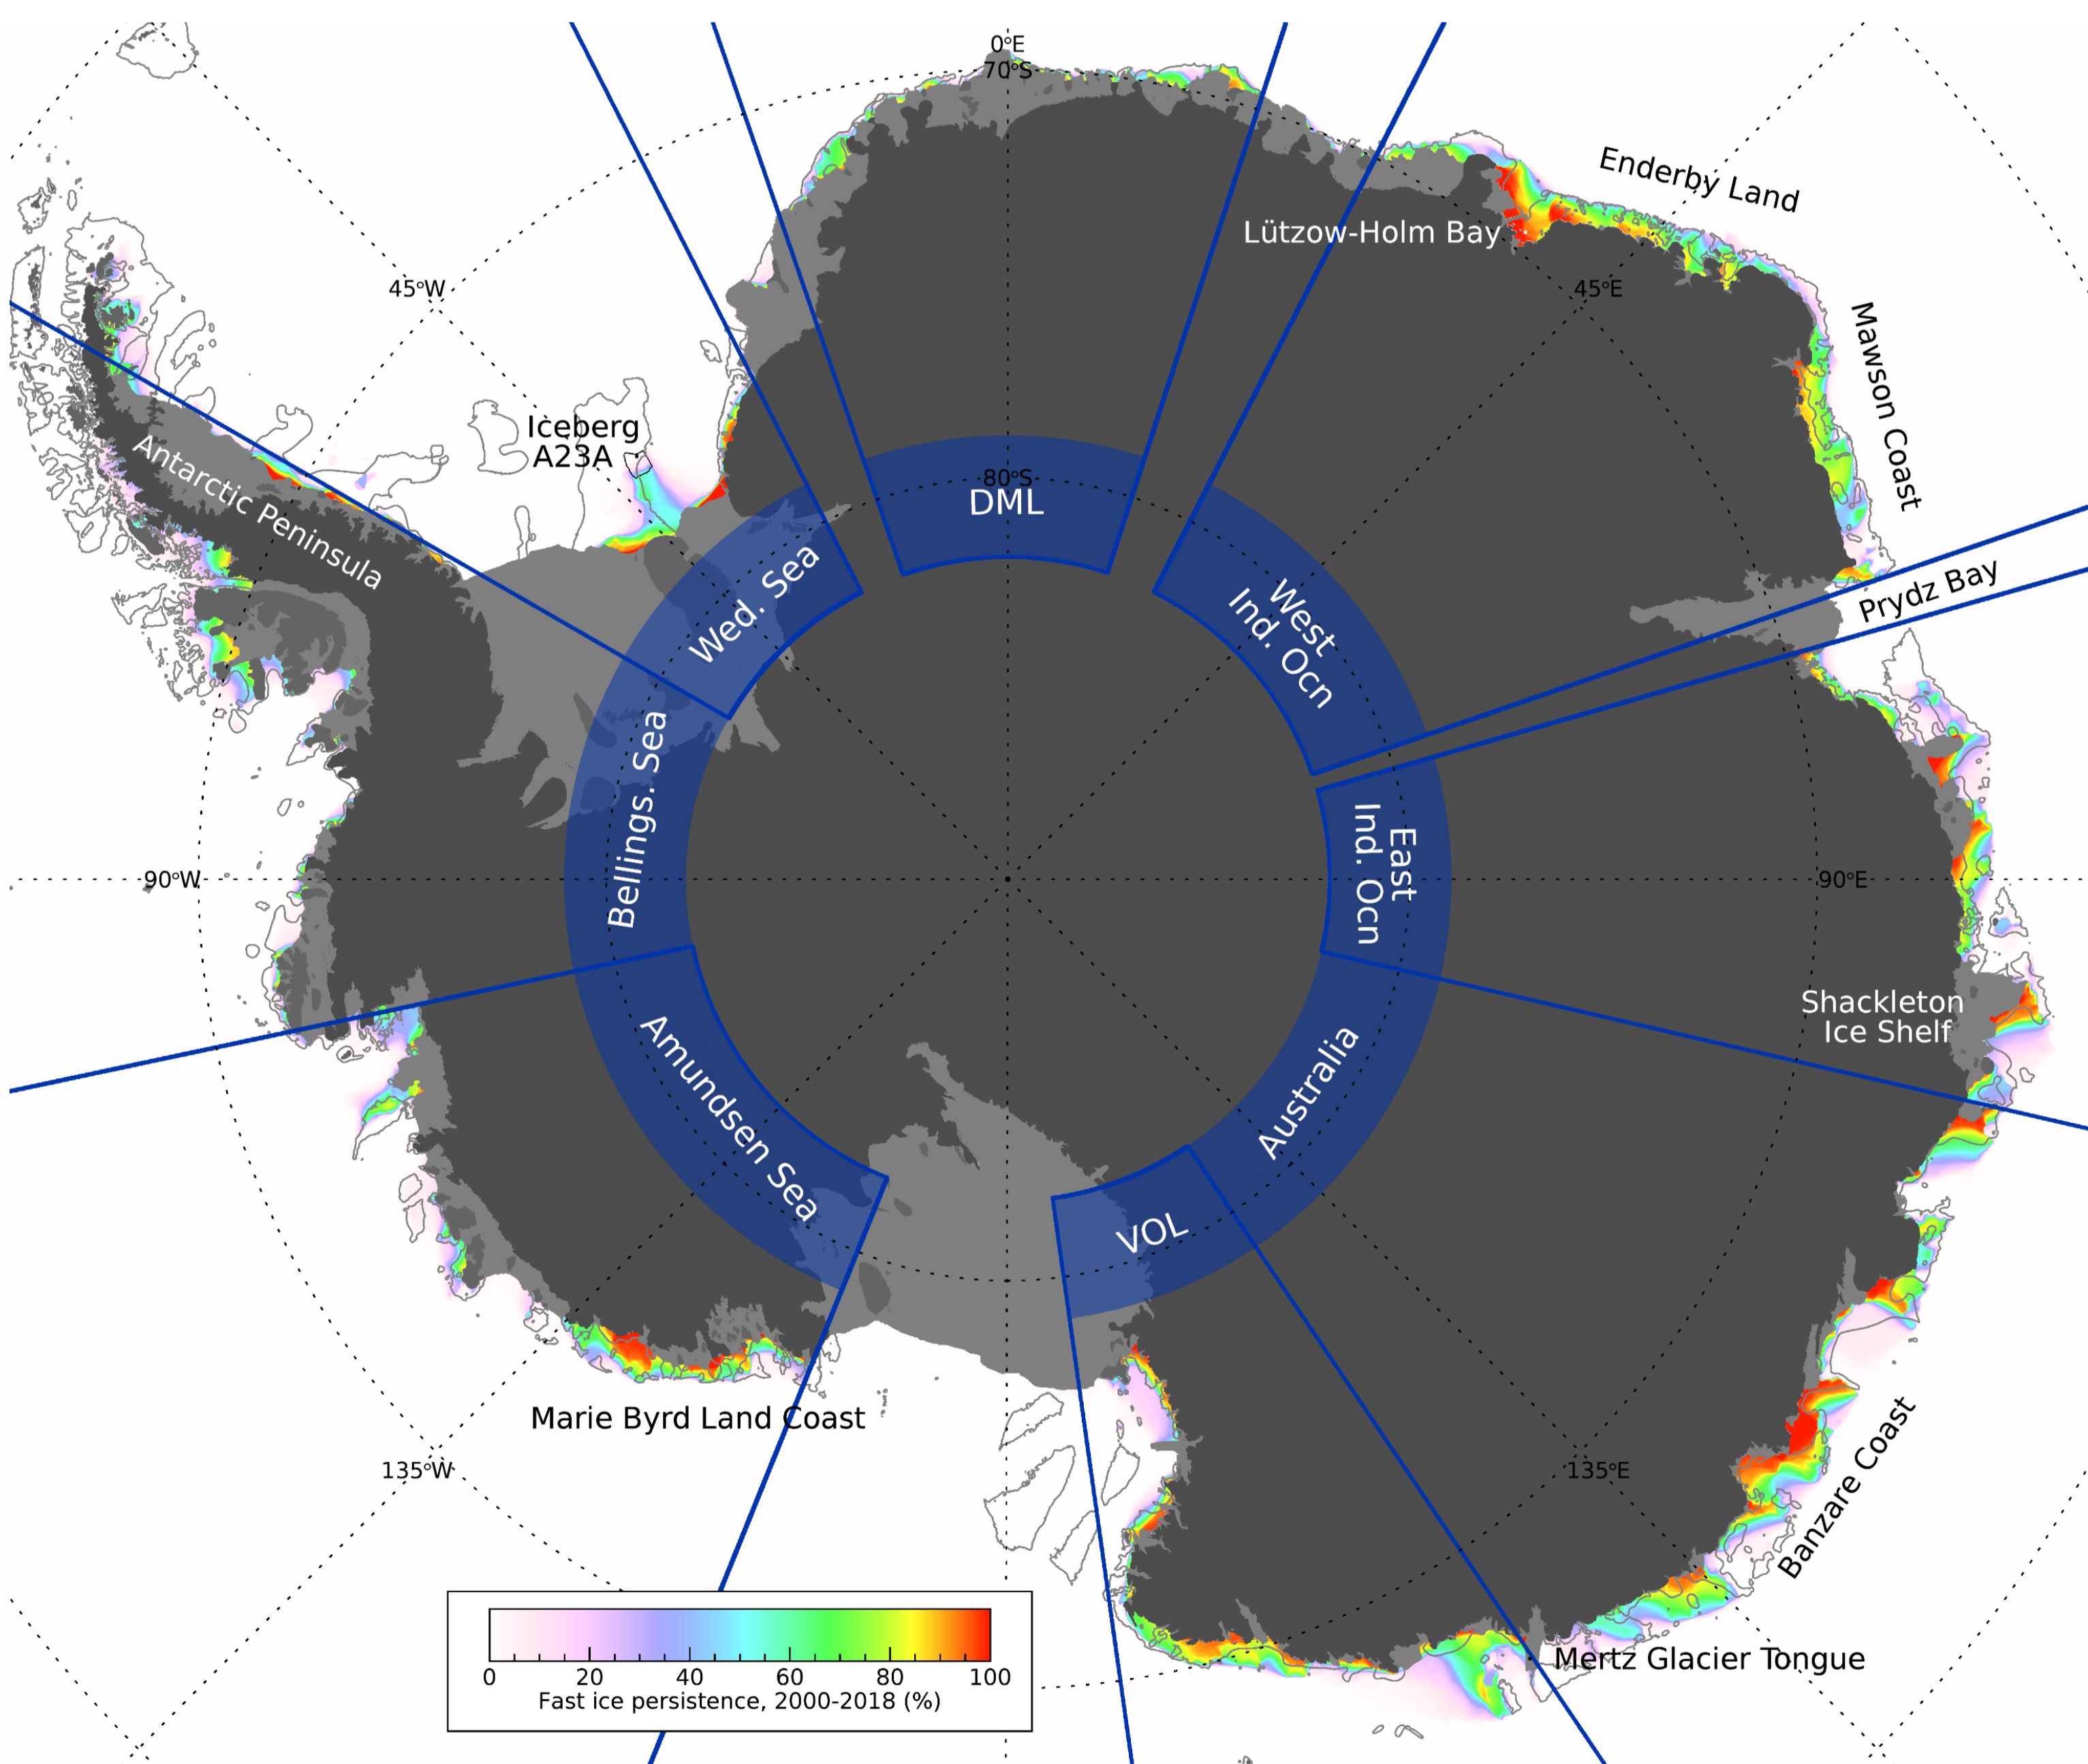 0°E
70°S
Enderby Land
Lützow-Holm Bay
45°W
45°E
Mawson Coast
Iceberg
A23A
Antarctic Peninsula
80°S
DML
Wed. Sea
West
Ind. Ocn
Prydz Bay
Bellings. Sea
East
Ind. Ocn
90°W
90°E
Shackleton
Ice Shelf
Amundsen Sea
Australia
VOL
Marie Byrd Land Coast
135°W
135°E
Banzare Coast
Mertz Glacier Tongue
0 20 40 60 80 100
Fast ice persistence, 2000-2018 (%)